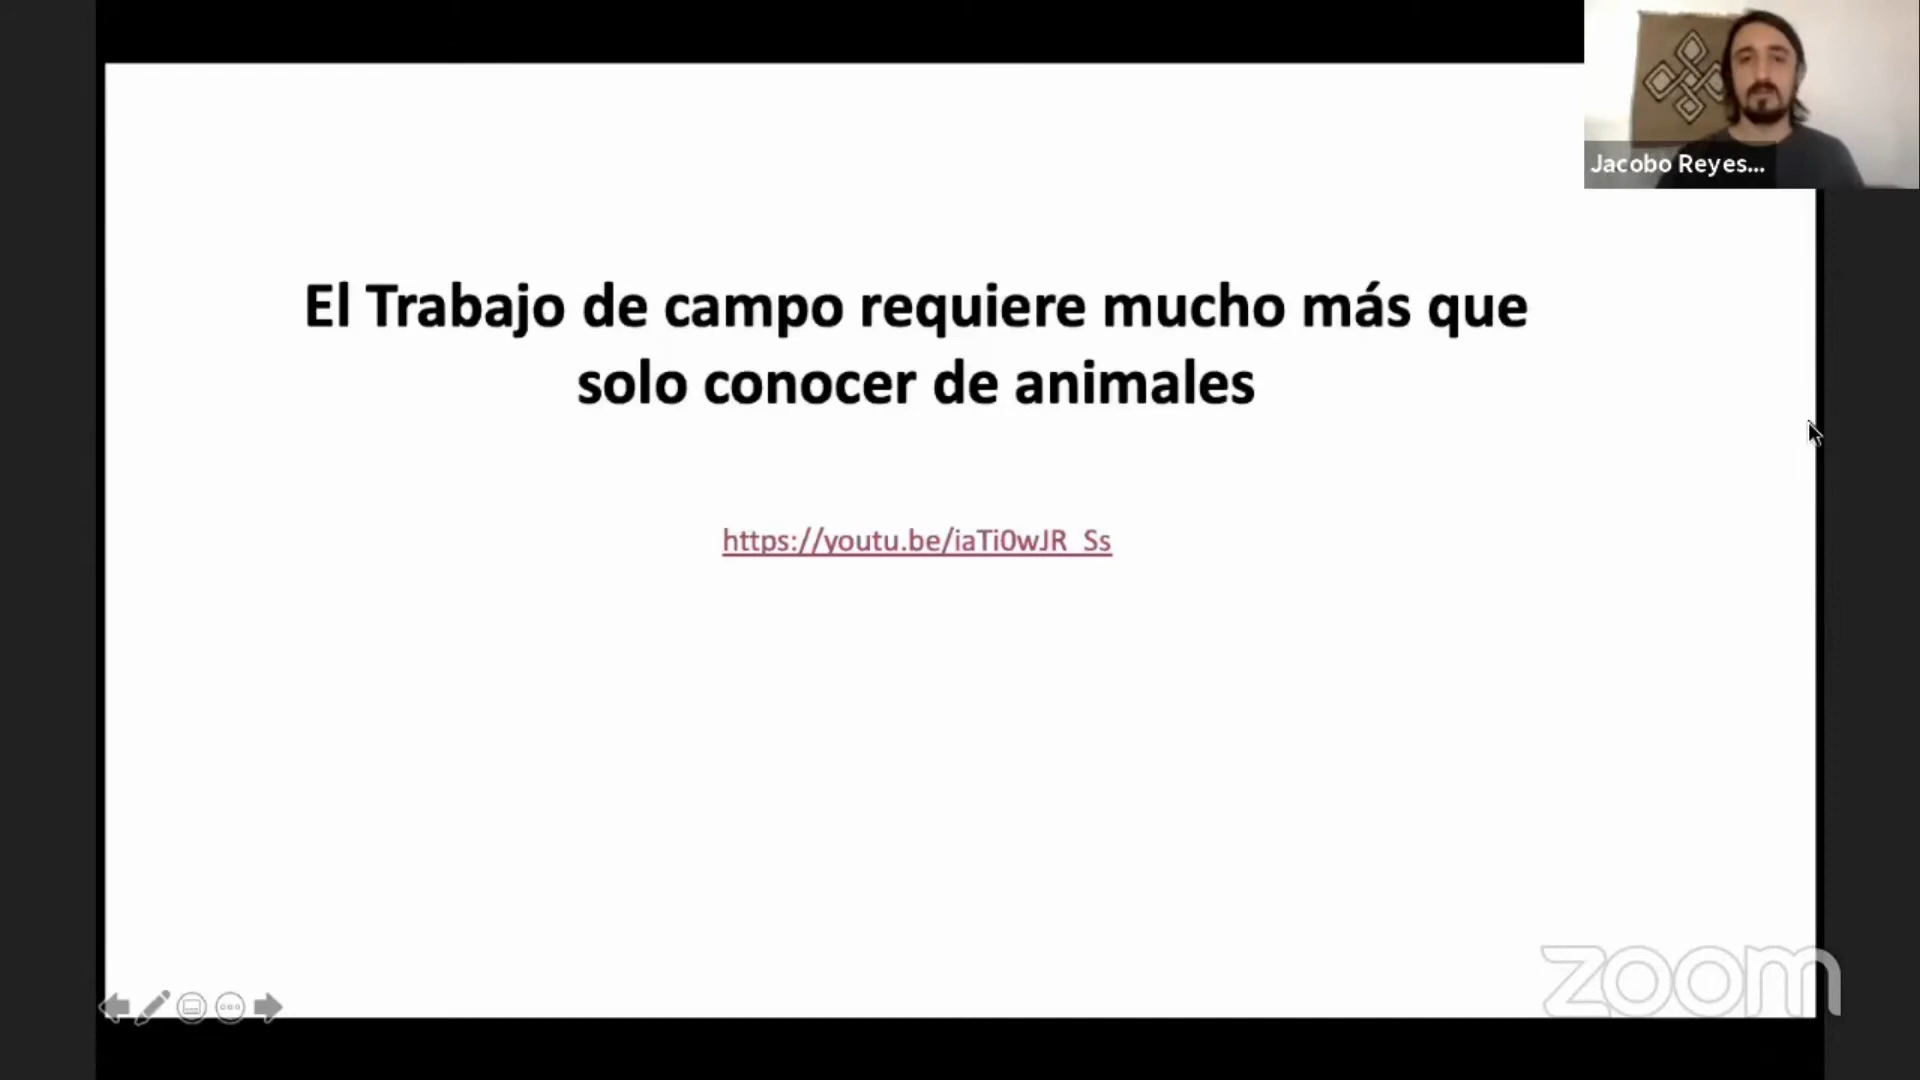 Jacobo Reyes...
El Trabajo de campo requiere mucho más que
solo conocer de animales
https://youtu.be/iaTi0wJR_Ss
zoom